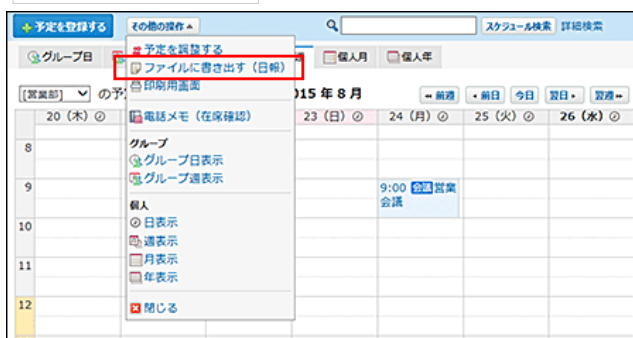 予定を登録する その他の操作▲ スケジュール検索 詳細検索
グループ日 週 個人月 個人年
予定を調整する
ファイルに書き出す（日報）
印刷用画面
電話メモ（在席確認）
グループ
グループ日表示
グループ週表示
個人
日表示
週表示
月表示
年表示
閉じる
[営業部] の予 015 年 8 月 前週 前日 今日 翌日 翌週
20（木） 23（日） 24（月） 25（火） 26（水）
8
9
9:00 会議 営業会議
10
11
12